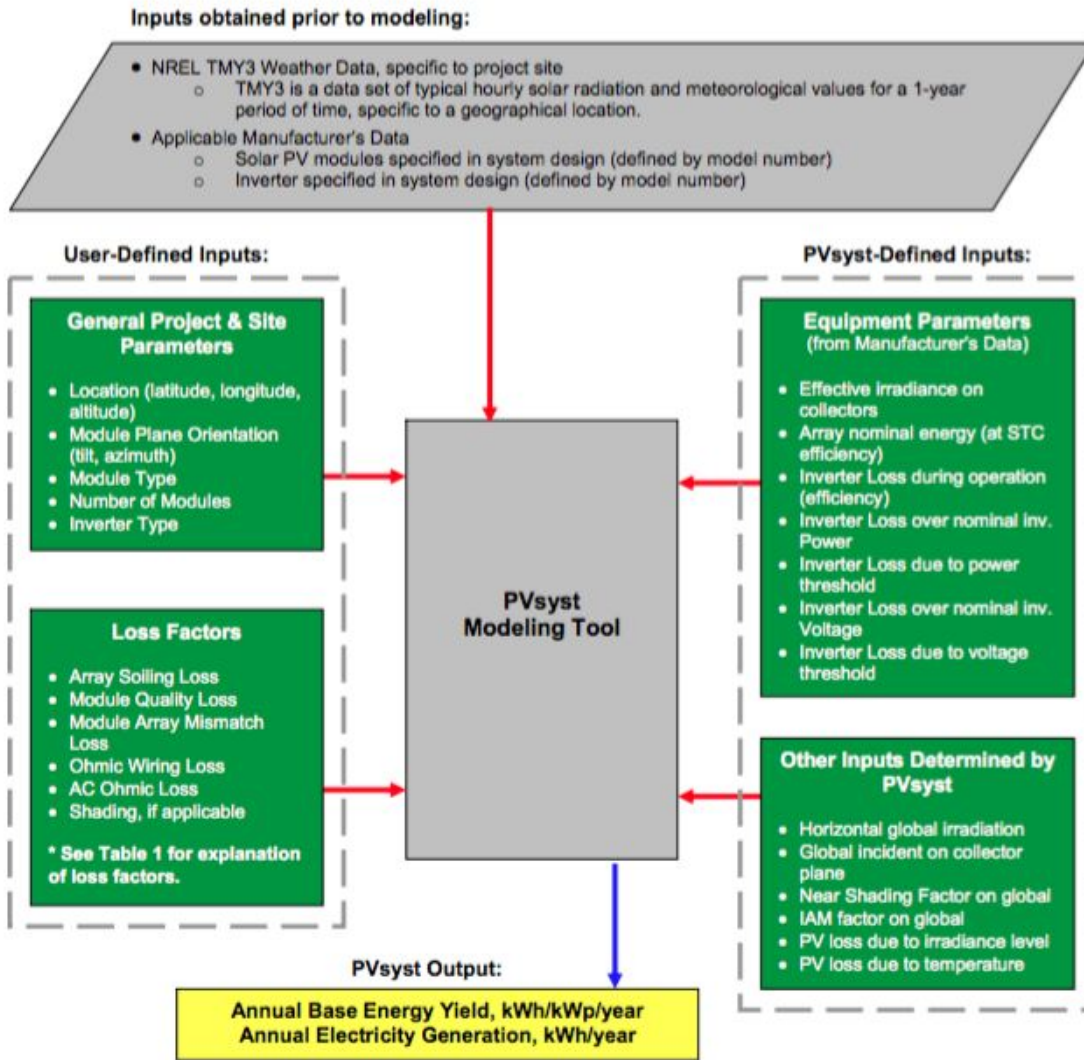 Inputs obtained prior to modeling:
● NREL TMY3 Weather Data, specific to project site
○ TMY3 is a data set of typical hourly solar radiation and meteorological values for a 1-year
period of time, specific to a geographical location.
● Applicable Manufacturer's Data
○ Solar PV modules specified in system design (defined by model number)
○ Inverter specified in system design (defined by model number)
User-Defined Inputs:
General Project & Site
Parameters
● Location (latitude, longitude,
altitude)
● Module Plane Orientation
(tilt, azimuth)
● Module Type
● Number of Modules
● Inverter Type
Loss Factors
● Array Soiling Loss
● Module Quality Loss
● Module Array Mismatch
Loss
● Ohmic Wiring Loss
● AC Ohmic Loss
● Shading, if applicable
* See Table 1 for explanation
of loss factors.
PVsyst
Modeling Tool
PVsyst-Defined Inputs:
Equipment Parameters
(from Manufacturer's Data)
● Effective irradiance on
collectors
● Array nominal energy (at STC
efficiency)
● Inverter Loss during operation
(efficiency)
● Inverter Loss over nominal inv.
Power
● Inverter Loss due to power
threshold
● Inverter Loss over nominal inv.
Voltage
● Inverter Loss due to voltage
threshold
Other Inputs Determined by
PVsyst
● Horizontal global irradiation
● Global incident on collector
plane
● Near Shading Factor on global
● IAM factor on global
● PV loss due to irradiance level
● PV loss due to temperature
PVsyst Output:
Annual Base Energy Yield, kWh/kWp/year
Annual Electricity Generation, kWh/year